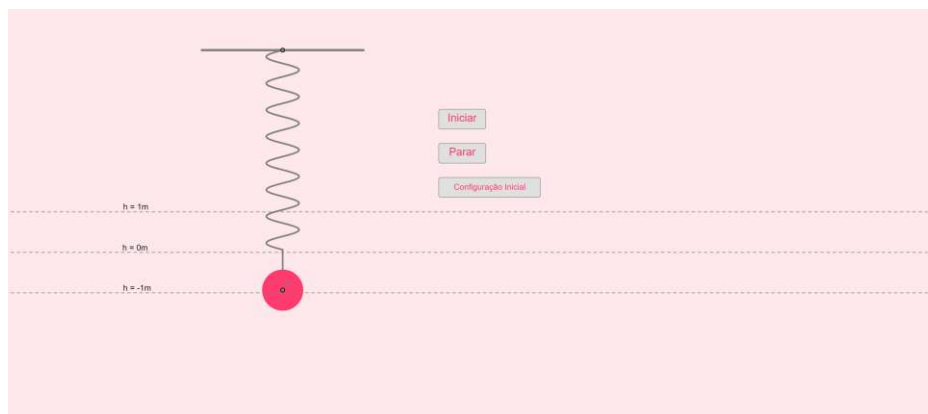 Iniciar
Parar
Configuração Inicial
h = 1m
h = 0m
h = -1m